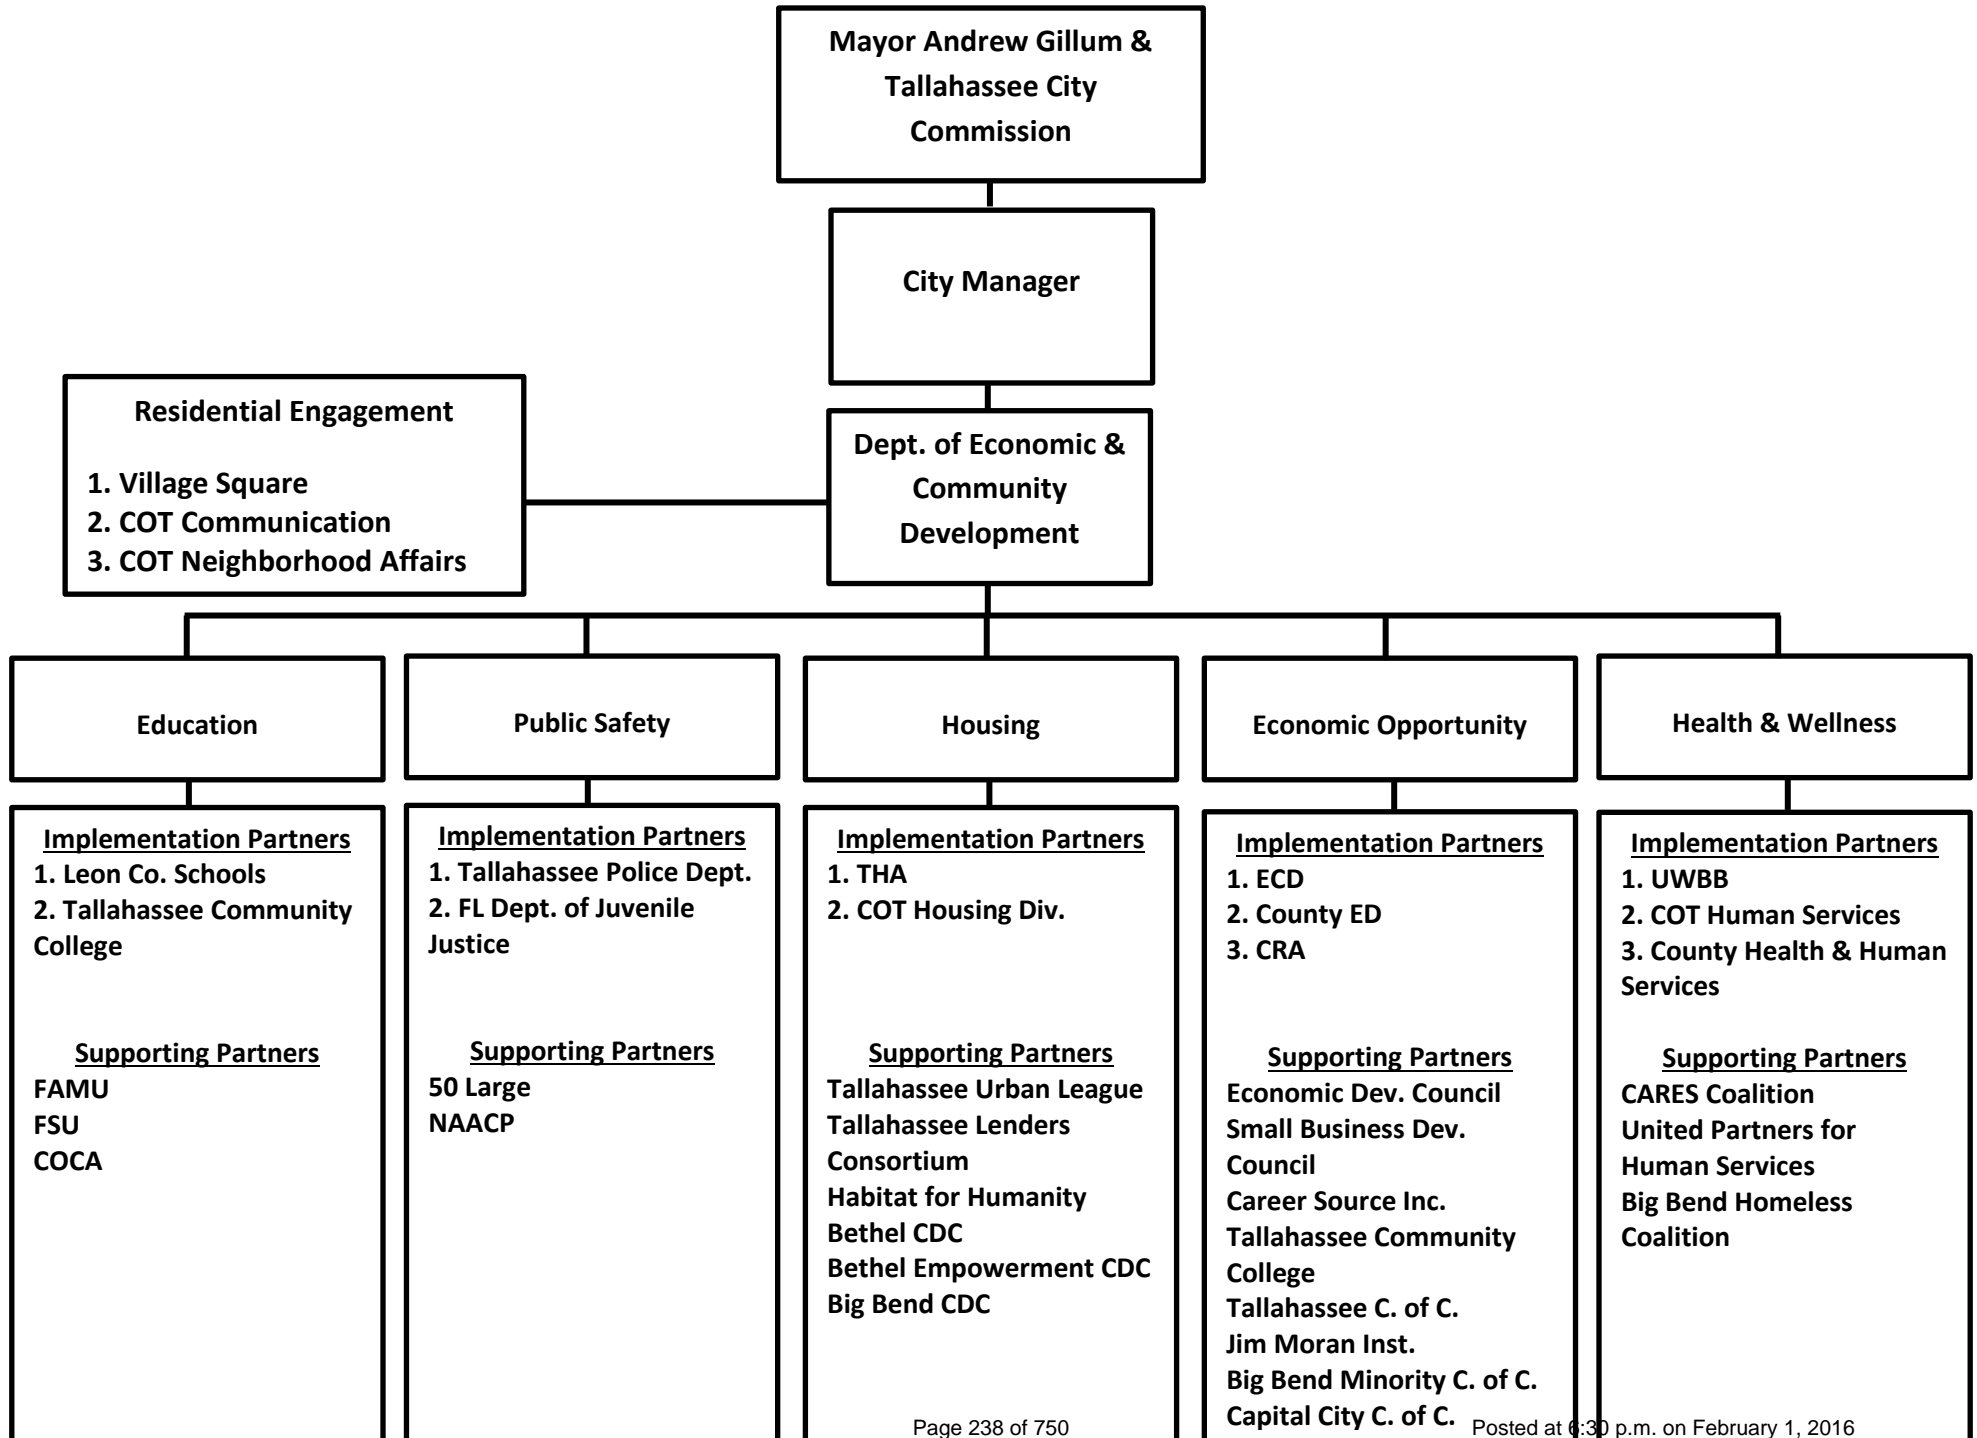 Mayor Andrew Gillum &
Tallahassee City
Commission
City Manager
Residential Engagement
1. Village Square
2. COT Communication
3. COT Neighborhood Affairs
Dept. of Economic &
Community
Development
Education
Public Safety
Housing
Economic Opportunity
Health & Wellness
Implementation Partners
1. Leon Co. Schools
2. Tallahassee Community
College
Supporting Partners
FAMU
FSU
COCA
Implementation Partners
1. Tallahassee Police Dept.
2. FL Dept. of Juvenile
Justice
Supporting Partners
50 Large
NAACP
Implementation Partners
1. THA
2. COT Housing Div.
Supporting Partners
Tallahassee Urban League
Tallahassee Lenders
Consortium
Habitat for Humanity
Bethel CDC
Bethel Empowerment CDC
Big Bend CDC
Implementation Partners
1. ECD
2. County ED
3. CRA
Supporting Partners
Economic Dev. Council
Small Business Dev.
Council
Career Source Inc.
Tallahassee Community
College
Tallahassee C. of C.
Jim Moran Inst.
Big Bend Minority C. of C.
Capital City C. of C.
Implementation Partners
1. UWBB
2. COT Human Services
3. County Health & Human
Services
Supporting Partners
CARES Coalition
United Partners for
Human Services
Big Bend Homeless
Coalition
Page 238 of 750
Posted at 6:30 p.m. on February 1, 2016